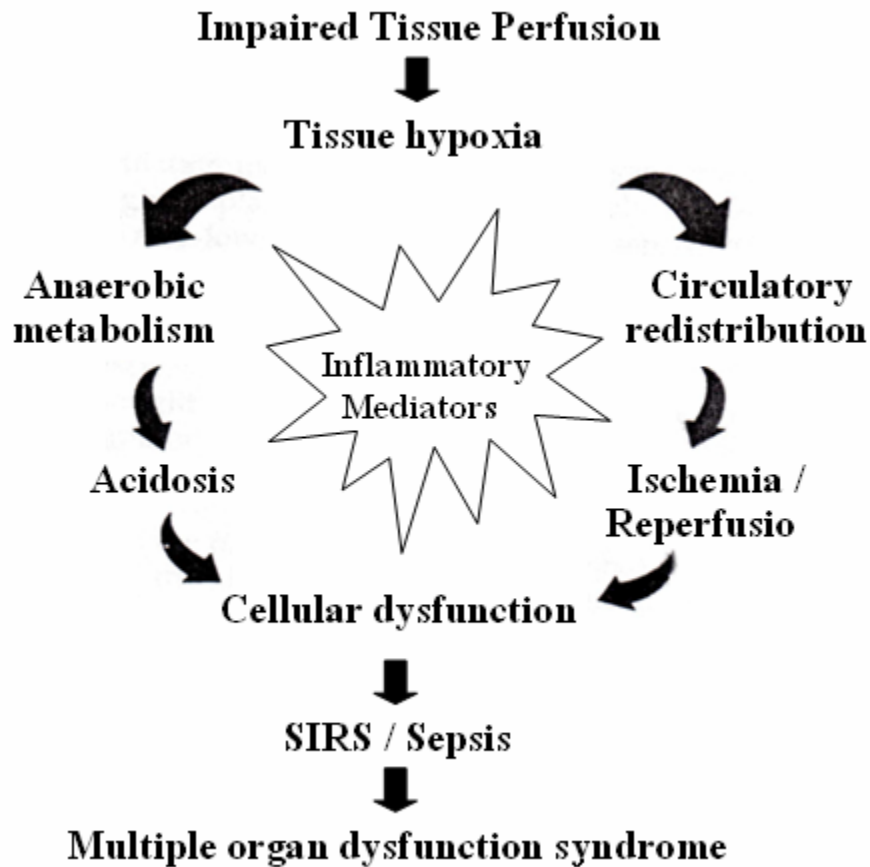 Impaired Tissue Perfusion
Tissue hypoxia
Anaerobic
metabolism
Circulatory
redistribution
Inflammatory
Mediators
Acidosis
Ischemia /
Reperfusio
Cellular dysfunction
SIRS / Sepsis
Multiple organ dysfunction syndrome